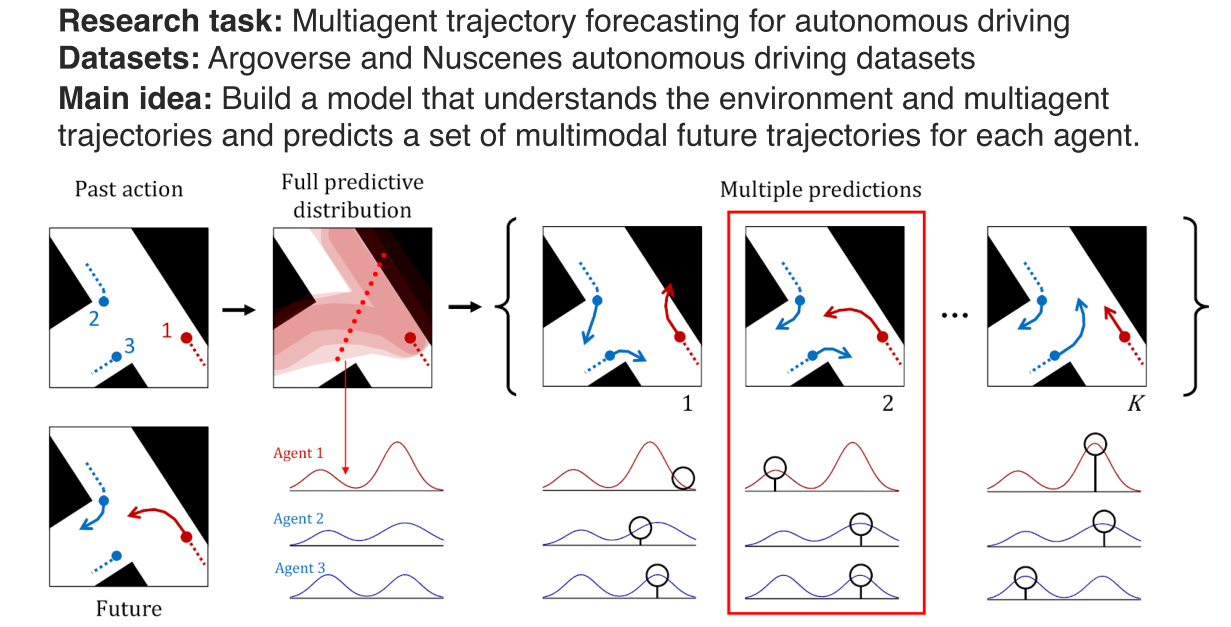 Research task: Multiagent trajectory forecasting for autonomous driving
Datasets: Argoverse and Nuscenes autonomous driving datasets
Main idea: Build a model that understands the environment and multiagent
trajectories and predicts a set of multimodal future trajectories for each agent.
Past action
Full predictive
distribution
Multiple predictions
2
1
3
...
1
2
K
Agent 1
Agent 2
Agent 3
Future